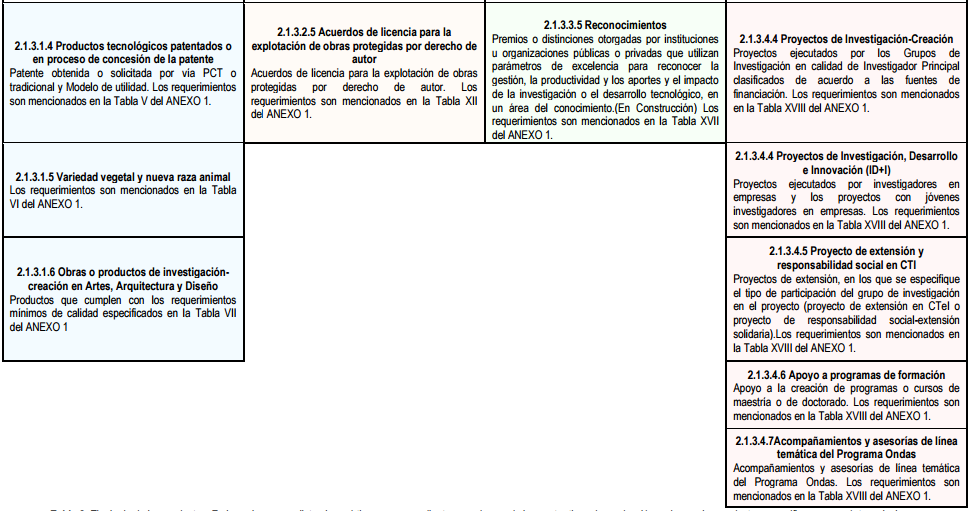 2.1.3.1.4 Productos tecnológicos patentados o
en proceso de concesión de la patente
Patente obtenida o solicitada por via PCT o
tradicional y Modelo de utilidad. Los requerimientos
son mencionados en la Tabla V del ANEXO 1.
2.1.3.2.5 Acuerdos de licencia para la
explotación de obras protegidas por derecho de
autor
Acuerdos de licencia para la explotación de obras
protegidas por derecho de autor. Los
requerimientos son mencionados en la Tabla XII
del ANEXO 1.
2.1.3.3.5 Reconocimientos
Premios o distinciones otorgadas por instituciones
u organizaciones públicas o privadas que utilizan
parámetros de excelencia para reconocer la
gestión, la productividad y los aportes y el impacto
de la investigación o el desarrollo tecnológico, en
un área del conocimiento.(En Construcción) Los
requerimientos son mencionados en la Tabla XVII
del ANEXO 1.
2.1.3.4.4 Proyectos de Investigación-Creación
Proyectos ejecutados por los Grupos de
Investigación en calidad de Investigador Principal
clasificados de acuerdo a las fuentes de
financiación. Los requerimientos son mencionados
en la Tabla XVIII del ANEXO 1.
2.1.3.1.5 Variedad vegetal y nueva raza animal
Los requerimientos son mencionados en la Tabla
VI del ANEXO 1.
2.1.3.4.4 Proyectos de Investigación, Desarrollo
e Innovación (ID+I)
Proyectos ejecutados por investigadores en
empresas y los proyectos con jóvenes
investigadores en empresas. Los requerimientos
son mencionados en la Tabla XVIII del ANEXO 1.
2.1.3.1.6 Obras o productos de investigación-
creación en Artes, Arquitectura y Diseño
Productos que cumplen con los requerimientos
mínimos de calidad especificados en la Tabla VII
del ANEXO 1
2.1.3.4.5 Proyecto de extensión y
responsabilidad social en CTI
Proyectos de extensión, en los que se especifique
el tipo de participación del grupo de investigación
en el proyecto (proyecto de extensión en CTeI o
proyecto de responsabilidad social-extensión
solidaria).Los requerimientos son mencionados en
la Tabla XVIII del ANEXO 1.
2.1.3.4.6 Apoyo a programas de formación
Apoyo a la creación de programas o cursos de
maestria o de doctorado. Los requerimientos son
mencionados en la Tabla XVIII del ANEXO 1.
2.1.3.4.7Acompañamientos y asesorías de línea
temática del Programa Ondas
Acompañamientos y asesorías de línea temática
del Programa Ondas. Los requerimientos son
mencionados en la Tabla XVIII del ANEXO 1.